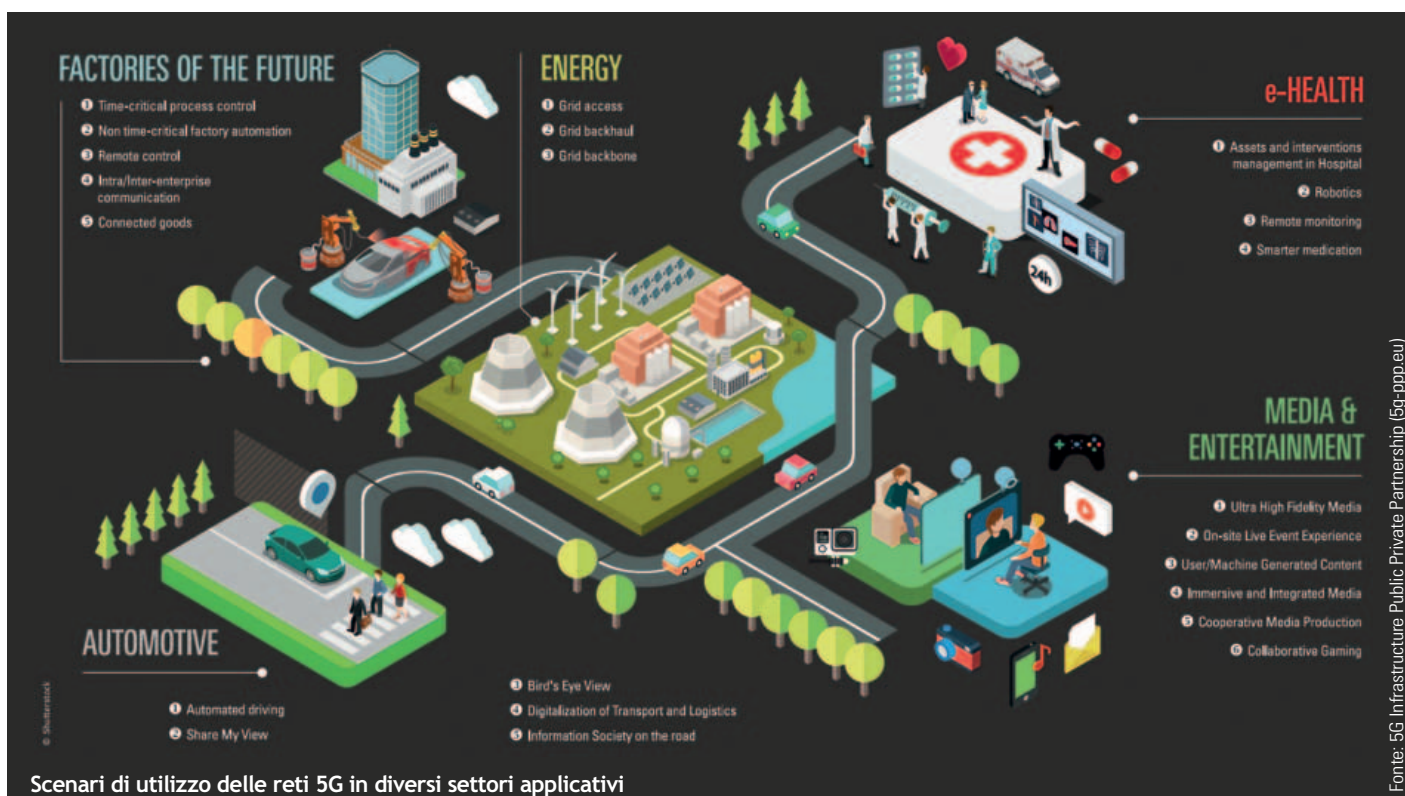 FACTORIES OF THE FUTURE
1 Time-critical process control
2 Non time-critical factory automation
3 Remote control
4 Intra/Inter-enterprise
communication
5 Connected goods
ENERGY
1 Grid access
2 Grid backhaul
3 Grid backbone
e-HEALTH
1 Assets and interventions
management in Hospital
2 Robotics
3 Remote monitoring
4 Smarter medication
24h
MEDIA &
ENTERTAINMENT
1 Ultra High Fidelity Media
2 On-site Live Event Experience
3 User/Machine Generated Content
4 Immersive and Integrated Media
5 Cooperative Media Production
6 Collaborative Gaming
AUTOMOTIVE
1 Automated driving
2 Share My View
3 Bird's Eye View
4 Digitalization of Transport and Logistics
5 Information Society on the road
© Shutterstock
Scenari di utilizzo delle reti 5G in diversi settori applicativi
Fonte: 5G Infrastructure Public Private Partnership (5g-ppp.eu)